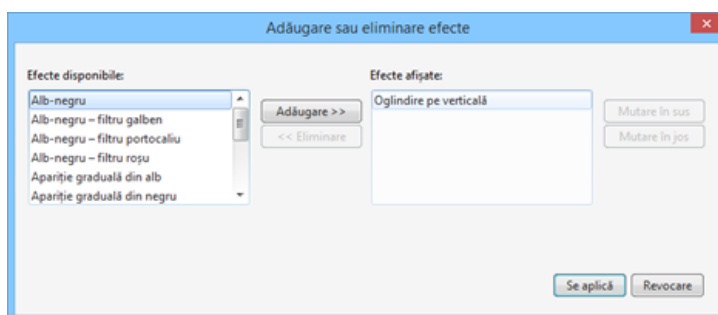 Adăugare sau eliminare efecte
Efecte disponibile:
Alb-negru
Alb-negru – filtru galben
Alb-negru – filtru portocaliu
Alb-negru – filtru roșu
Apariție graduală din alb
Apariție graduală din negru
Adăugare >>
<< Eliminare
Efecte afișate:
Oglindire pe verticală
Mutare în sus
Mutare în jos
Se aplică
Revocare